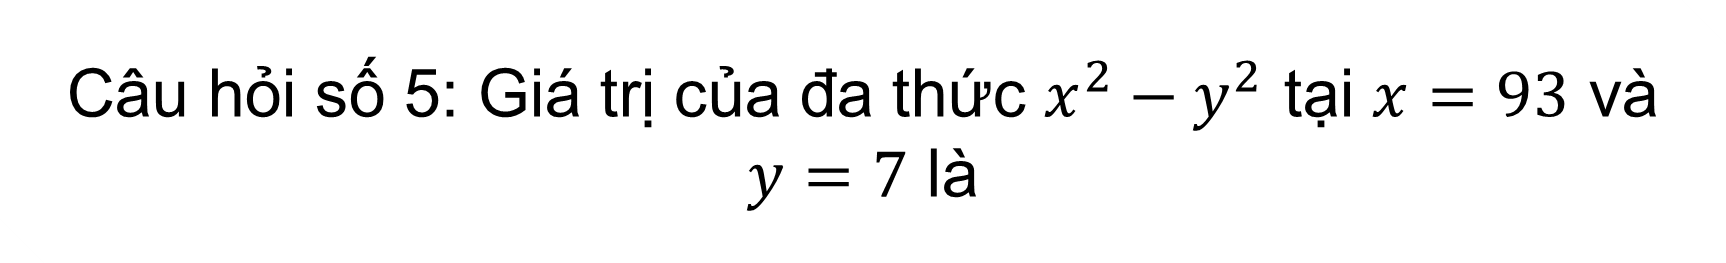 Câu hỏi số 5: Giá trị của đa thức x² − y² tại x = 93 và
y = 7 là